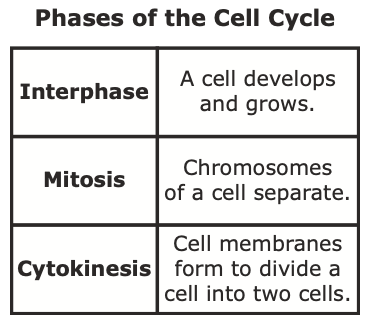 Phases of the Cell Cycle
Interphase
A cell develops
and grows.
Mitosis
Chromosomes
of a cell separate.
Cytokinesis
Cell membranes
form to divide a
cell into two cells.